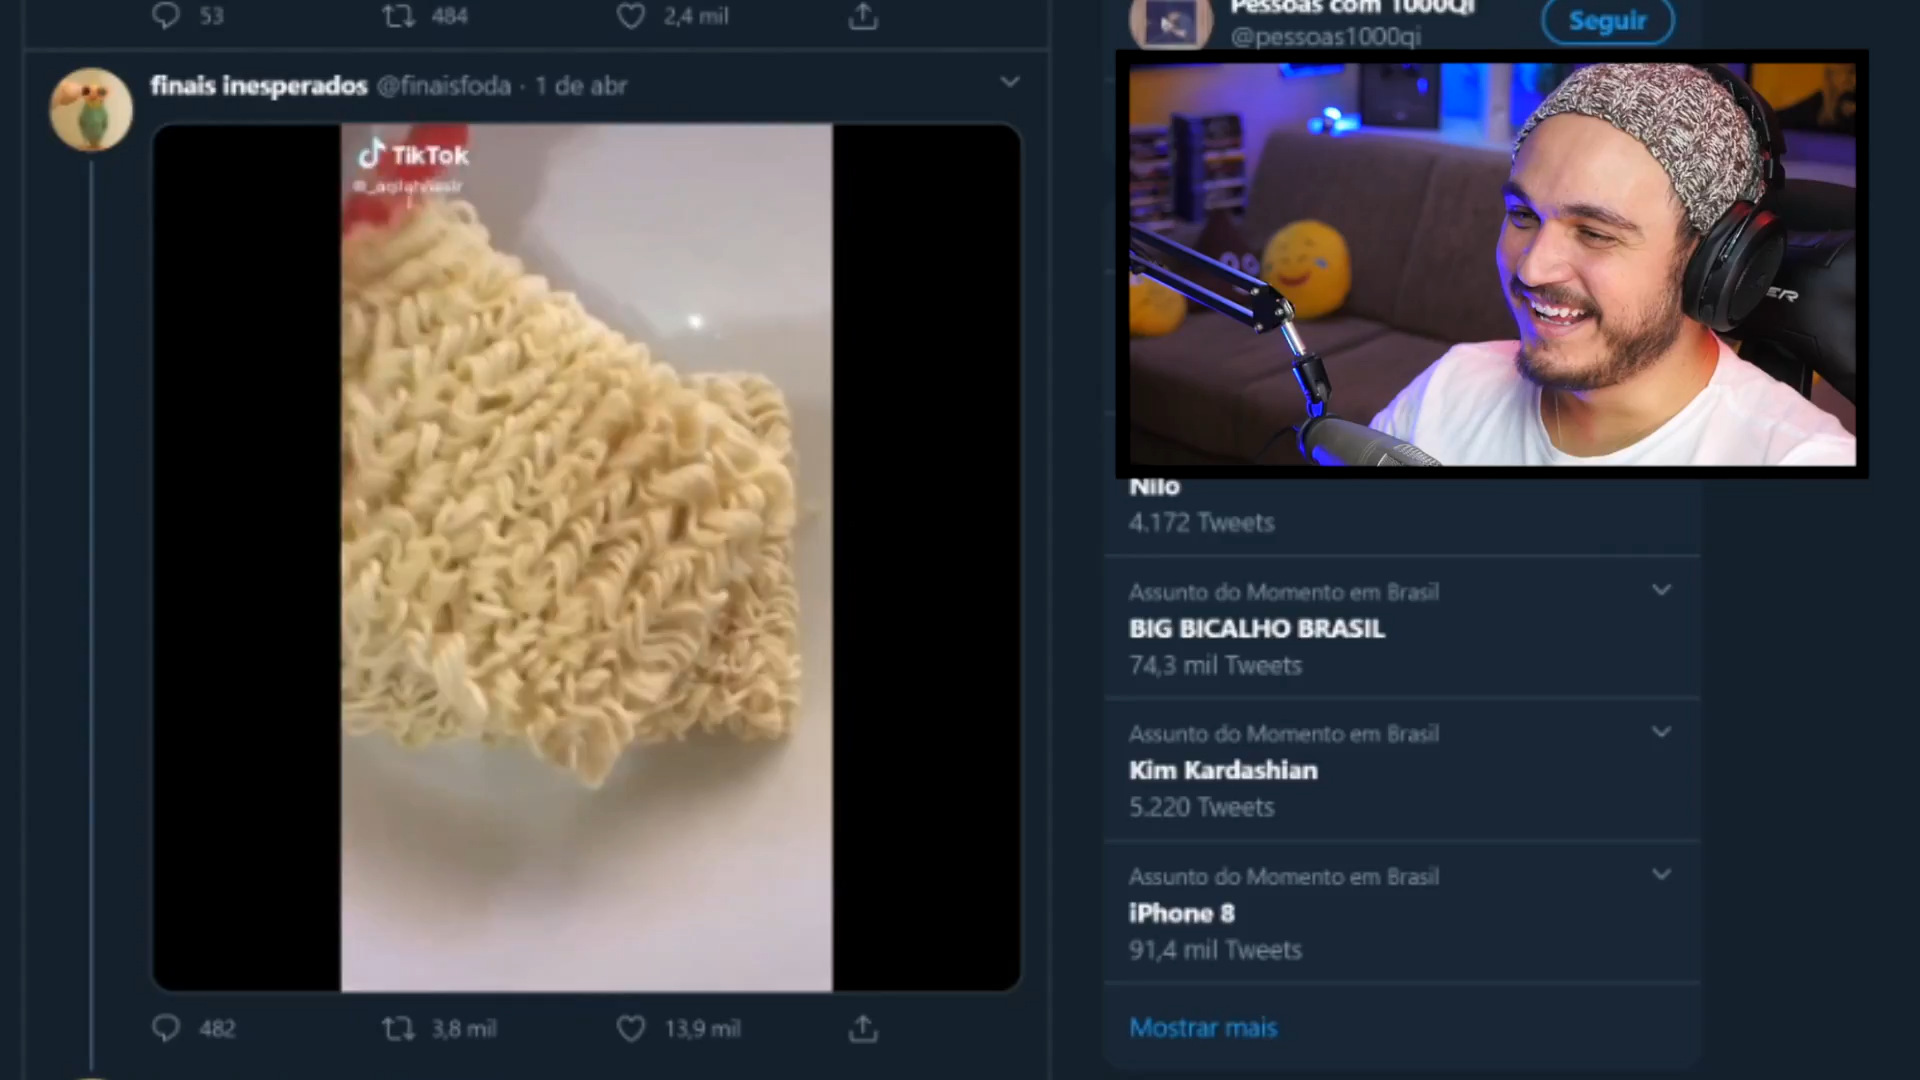 53 484 2,4 mil
finais inesperados @finaisfoda · 1 de abr
TikTok
482 3,8 mil 13,9 mil
Pessoas com 1000QI
@pessoas1000qi
Seguir
Nilo
4.172 Tweets
Assunto do Momento em Brasil
BIG BICALHO BRASIL
74,3 mil Tweets
Assunto do Momento em Brasil
Kim Kardashian
5.220 Tweets
Assunto do Momento em Brasil
iPhone 8
91,4 mil Tweets
Mostrar mais